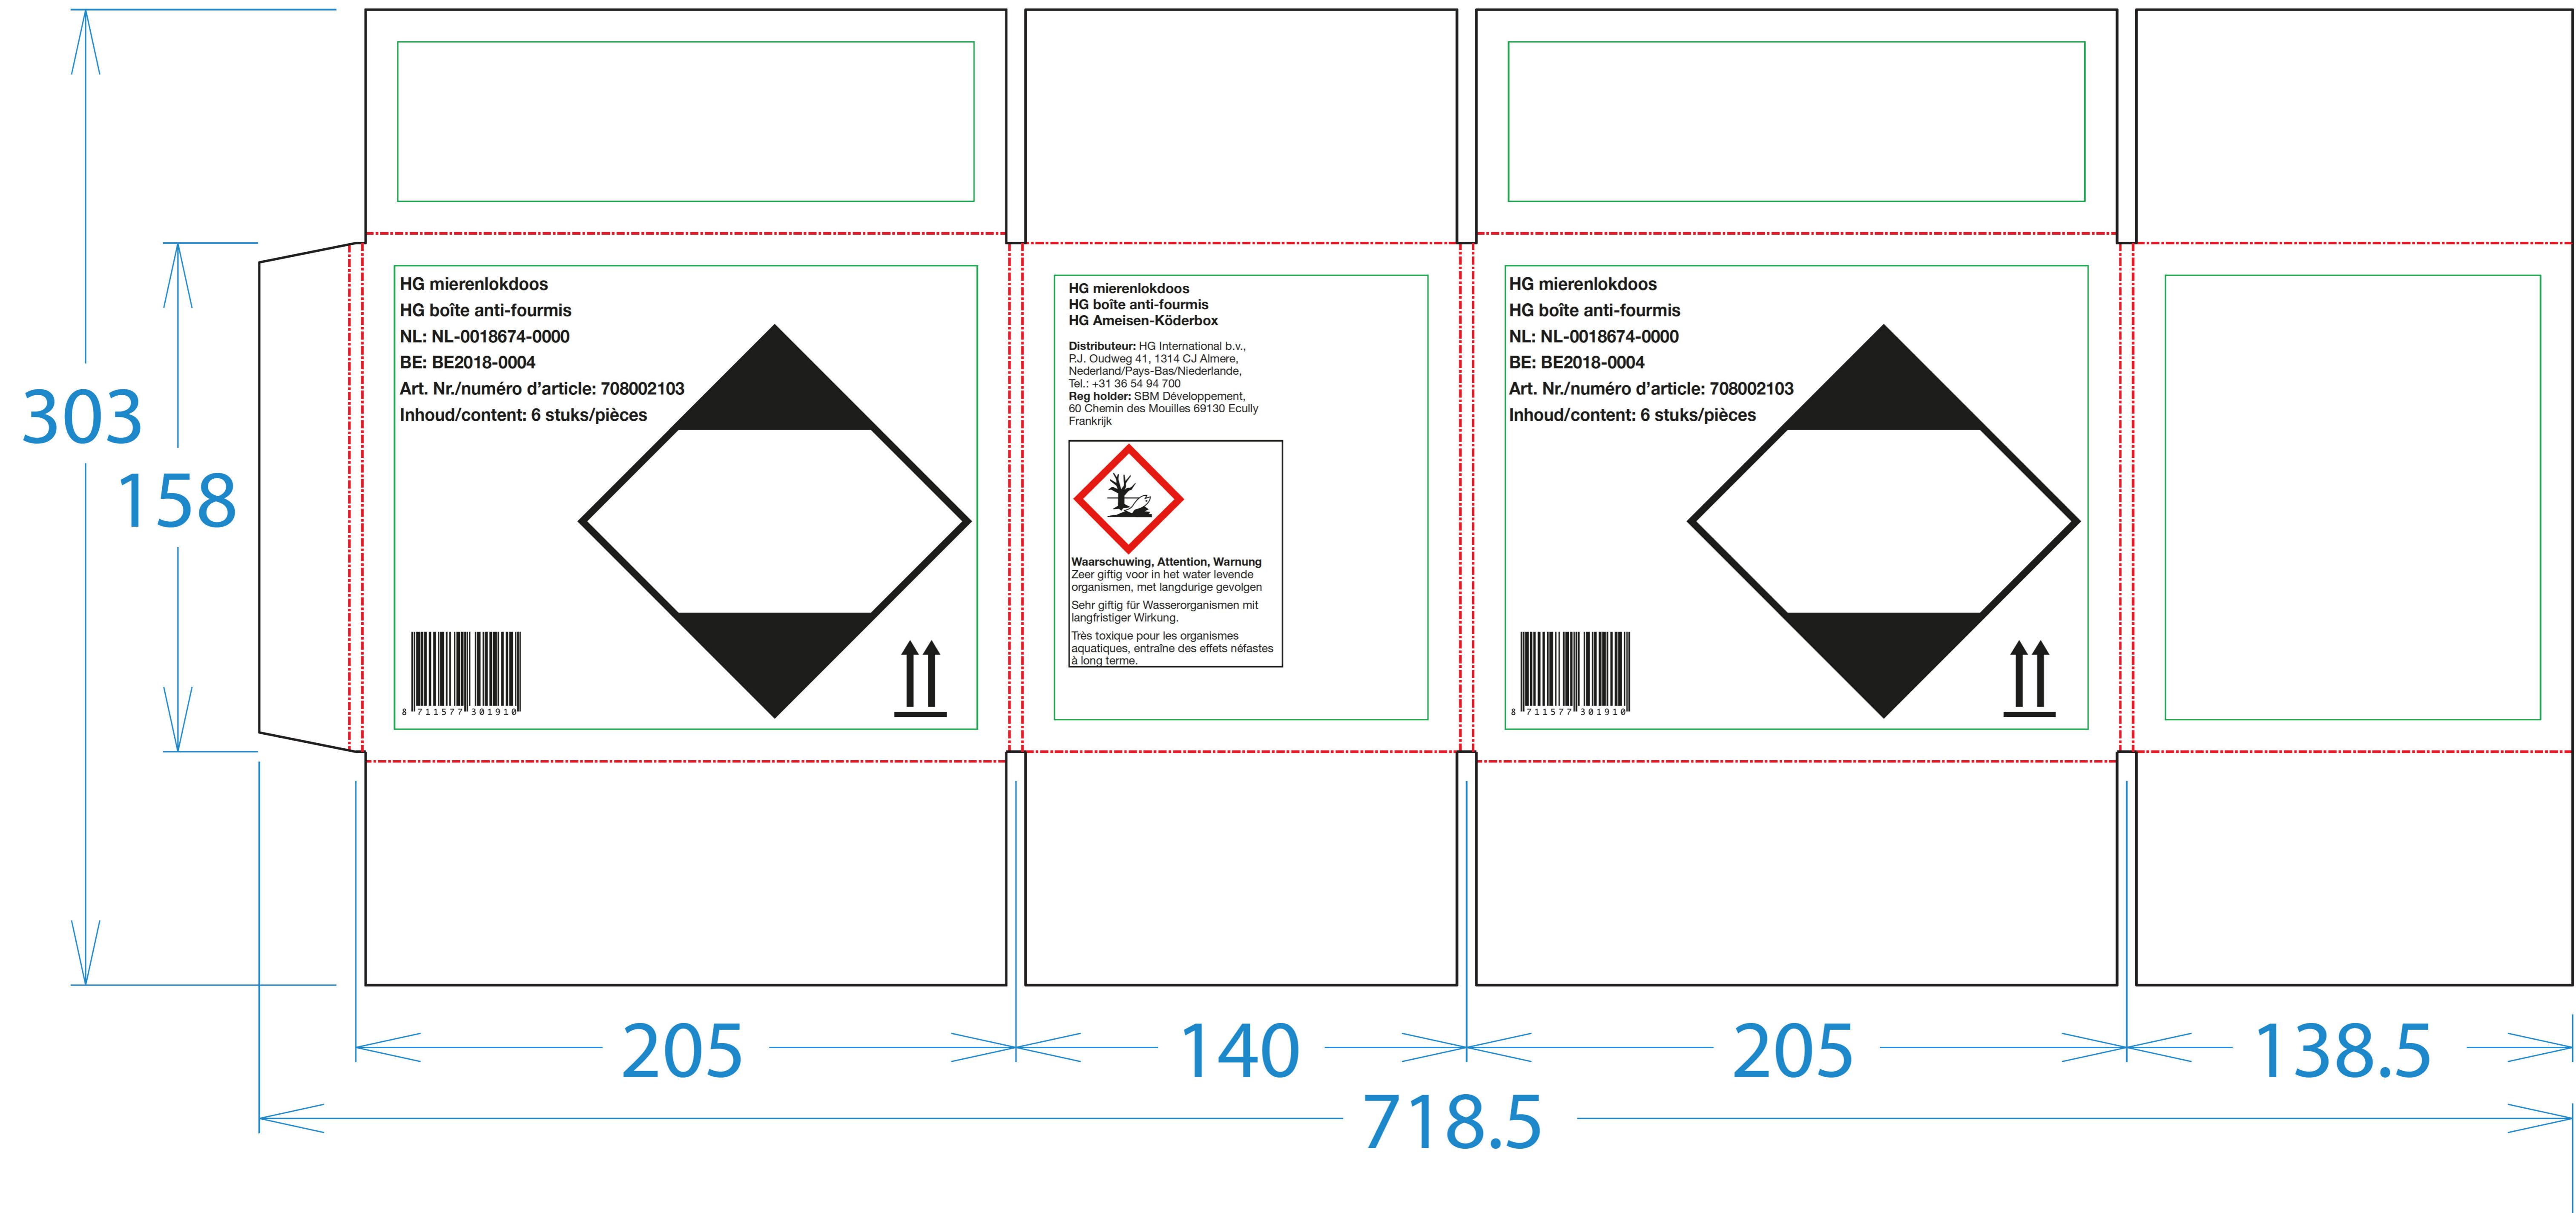 HG mierenlokdoos
HG boîte anti-fourmis
NL: NL-0018674-0000
BE: BE2018-0004
Art. Nr./numéro d’article: 708002103
Inhoud/content: 6 stuks/pièces
8 711577 301910
HG mierenlokdoos
HG boîte anti-fourmis
HG Ameisen-Köderbox
Distributeur: HG International b.v.,
P.J. Oudweg 41, 1314 CJ Almere,
Nederland/Pays-Bas/Niederlande,
Tel.: +31 36 54 94 700
Reg holder: SBM Développement,
60 Chemin des Mouilles 69130 Ecully
Frankrijk
Waarschuwing, Attention, Warnung
Zeer giftig voor in het water levende
organismen, met langdurige gevolgen
Sehr giftig für Wasserorganismen mit
langfristiger Wirkung.
Très toxique pour les organismes
aquatiques, entraîne des effets néfastes
à long terme.
HG mierenlokdoos
HG boîte anti-fourmis
NL: NL-0018674-0000
BE: BE2018-0004
Art. Nr./numéro d’article: 708002103
Inhoud/content: 6 stuks/pièces
8 711577 301910
303
158
205
140
205
138.5
718.5